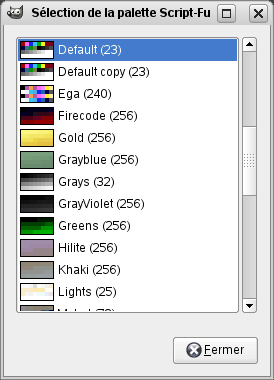 Sélection de la palette Script-Fu
Default (23)
Default copy (23)
Ega (240)
Firecode (256)
Gold (256)
Grayblue (256)
Grays (32)
GrayViolet (256)
Greens (256)
Hilite (256)
Khaki (256)
Lights (25)
Fermer